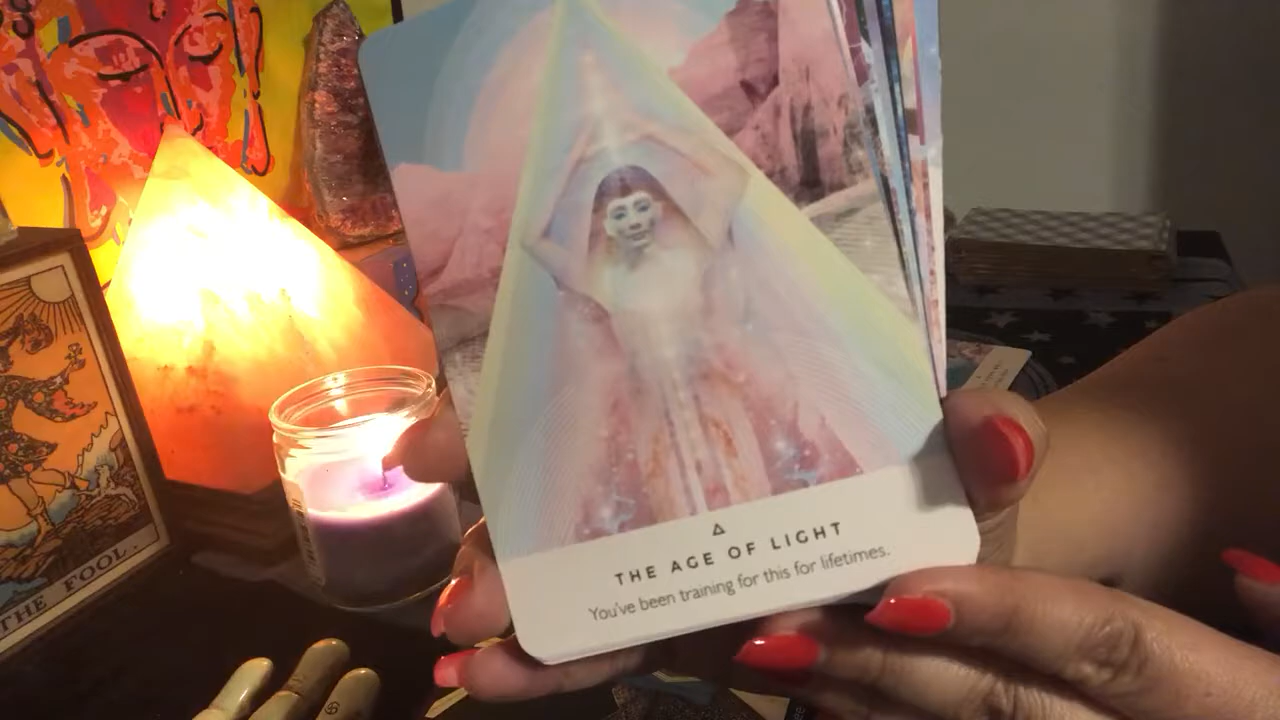 THE FOOL.
THE AGE OF LIGHT
You've been training for this for lifetimes.